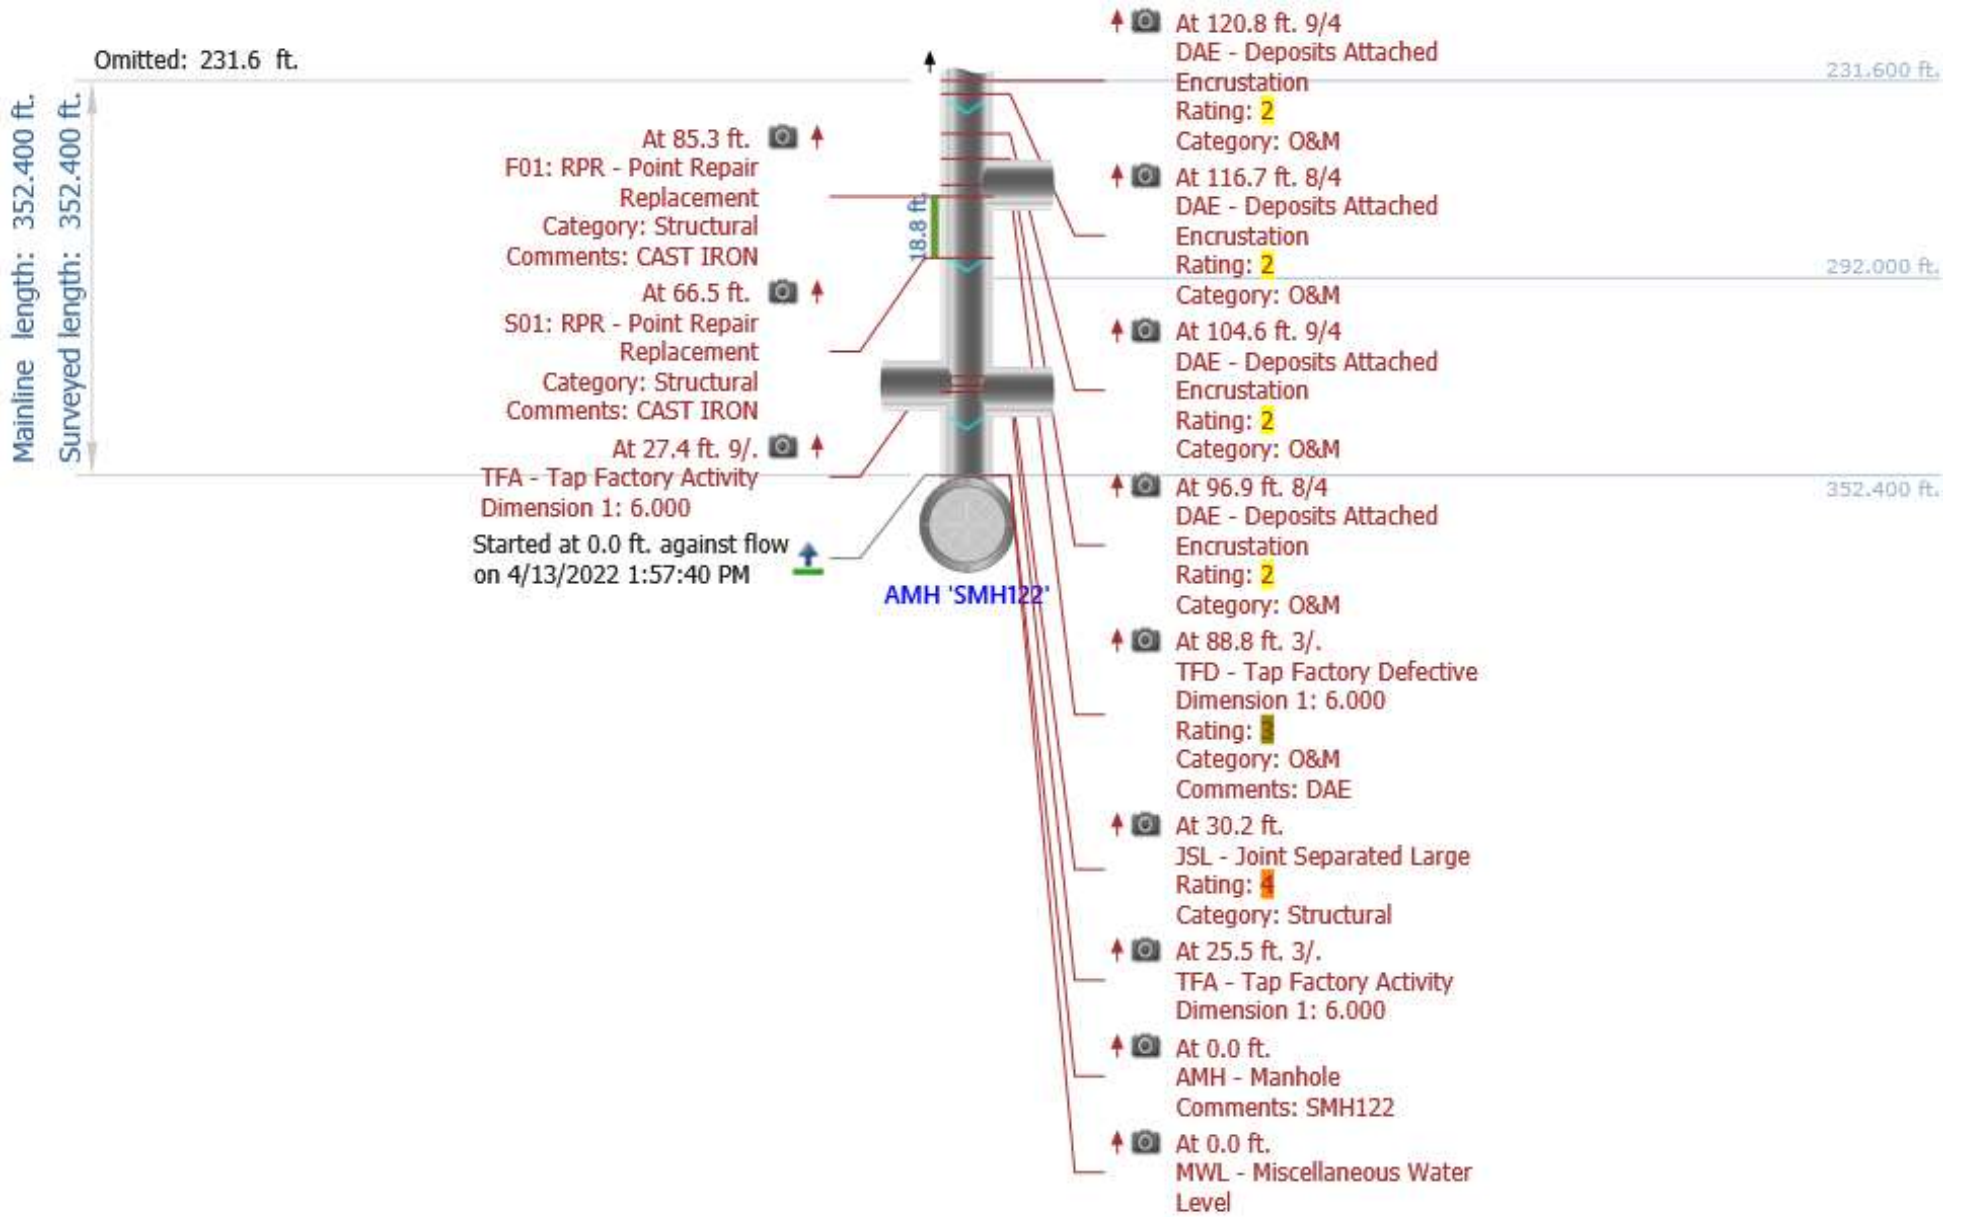 Omitted: 231.6 ft.
Mainline length: 352.400 ft.
Surveyed length: 352.400 ft.
At 85.3 ft.
F01: RPR - Point Repair
Replacement
Category: Structural
Comments: CAST IRON
At 66.5 ft.
S01: RPR - Point Repair
Replacement
Category: Structural
Comments: CAST IRON
At 27.4 ft. 9/.
TFA - Tap Factory Activity
Dimension 1: 6.000
Started at 0.0 ft. against flow
on 4/13/2022 1:57:40 PM
18.8 ft.
AMH 'SMH122'
At 120.8 ft. 9/4
DAE - Deposits Attached
Encrustation
Rating: 2
Category: O&M
At 116.7 ft. 8/4
DAE - Deposits Attached
Encrustation
Rating: 2
Category: O&M
At 104.6 ft. 9/4
DAE - Deposits Attached
Encrustation
Rating: 2
Category: O&M
At 96.9 ft. 8/4
DAE - Deposits Attached
Encrustation
Rating: 2
Category: O&M
At 88.8 ft. 3/.
TFD - Tap Factory Defective
Dimension 1: 6.000
Rating: 3
Category: O&M
Comments: DAE
At 30.2 ft.
JSL - Joint Separated Large
Rating: 4
Category: Structural
At 25.5 ft. 3/.
TFA - Tap Factory Activity
Dimension 1: 6.000
At 0.0 ft.
AMH - Manhole
Comments: SMH122
At 0.0 ft.
MWL - Miscellaneous Water
Level
231.600 ft.
292.000 ft.
352.400 ft.